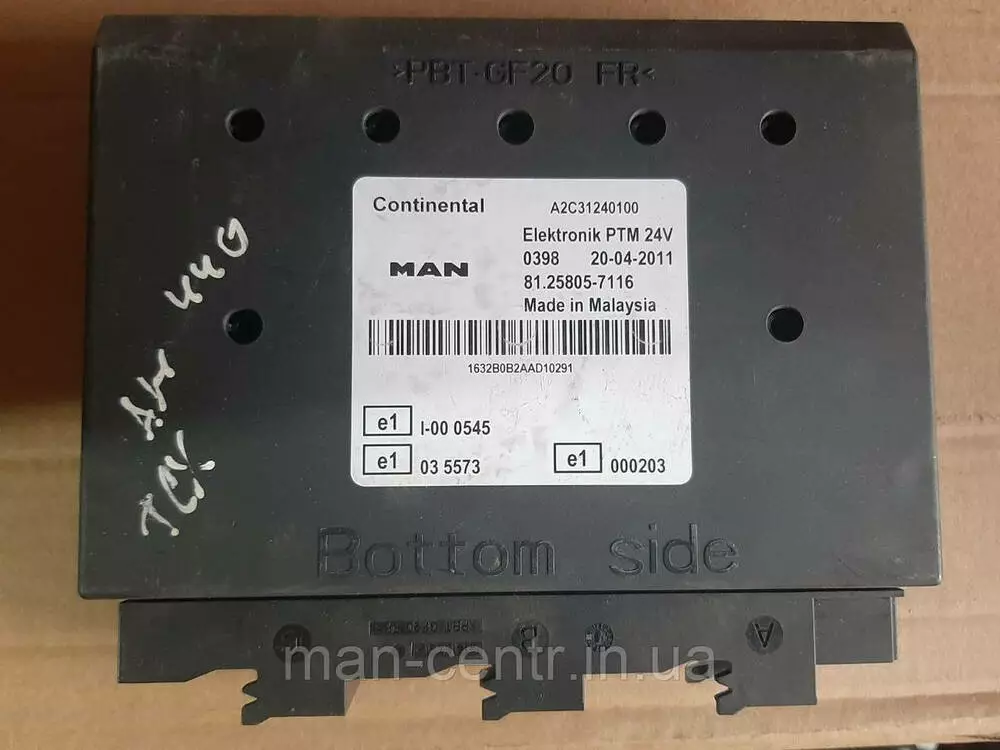 >PBT-GF20 FR<
Continental A2C31240100
Elektronik PTM 24V
MAN 0398 20-04-2011
81.25805-7116
Made in Malaysia
1632B0B2AAD10291
e1 I-00 0545
e1 03 5573 e1 000203
44G
Bottom side
B A
man-centr.in.ua